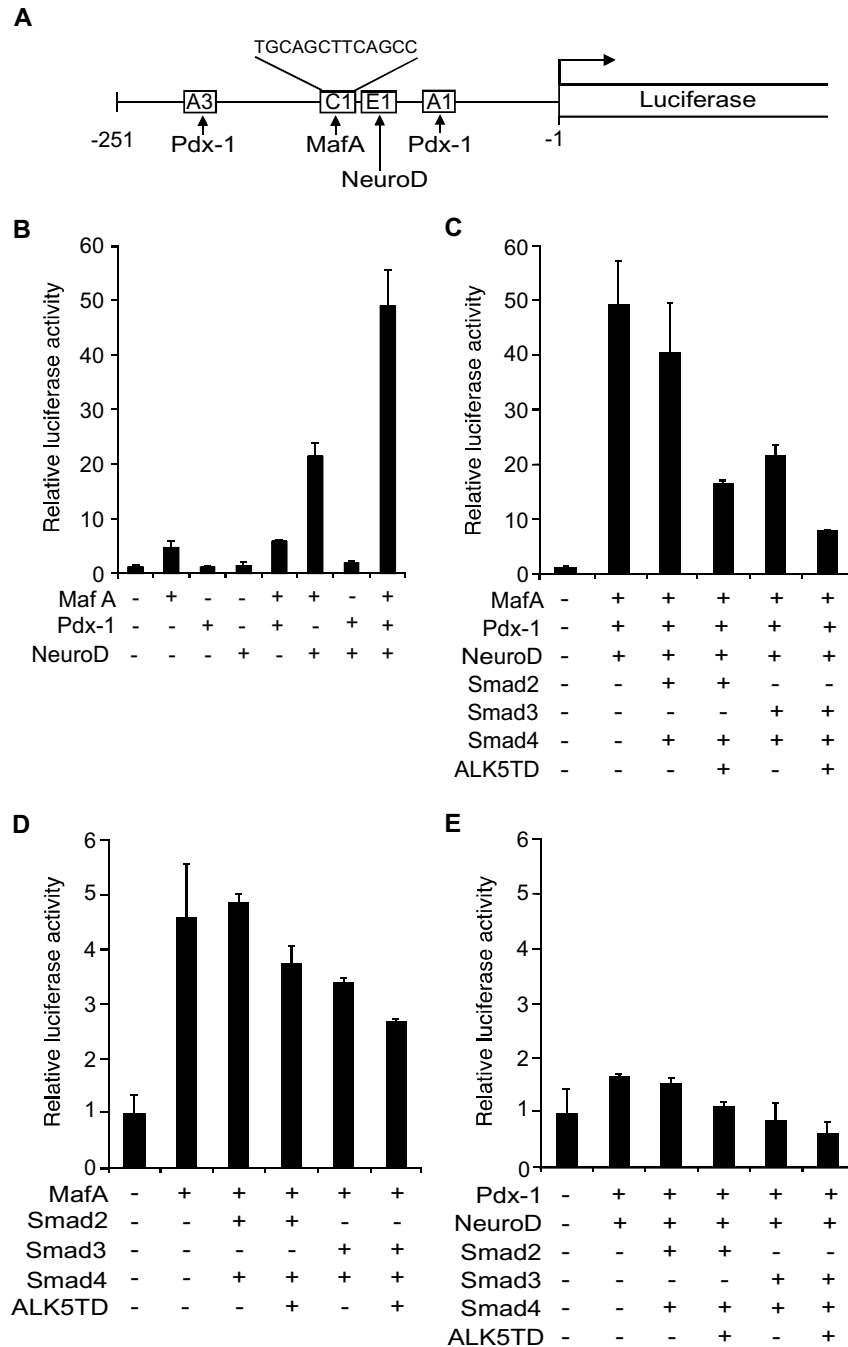 A
TGCAGCTTCAGCC
A3 C1 E1 A1 Luciferase
-251 Pdx-1 MafA Pdx-1 -1
NeuroD
B
Relative luciferase activity
60
50
40
30
20
10
0
Maf A - + - - + + - +
Pdx-1 - - + - + - + +
NeuroD - - - + - + + +
C
Relative luciferase activity
60
50
40
30
20
10
0
MafA - + + + + +
Pdx-1 - + + + + +
NeuroD - + + + + +
Smad2 - - + + - -
Smad3 - - - - + +
Smad4 - - + + + +
ALK5TD - - - + - +
D
Relative luciferase activity
6
5
4
3
2
1
0
MafA - + + + + +
Smad2 - - + + - -
Smad3 - - - - + +
Smad4 - - + + + +
ALK5TD - - - + - +
E
Relative luciferase activity
6
5
4
3
2
1
0
Pdx-1 - + + + + +
NeuroD - + + + + +
Smad2 - - + + - -
Smad3 - - - - + +
Smad4 - - + + + +
ALK5TD - - - + - +